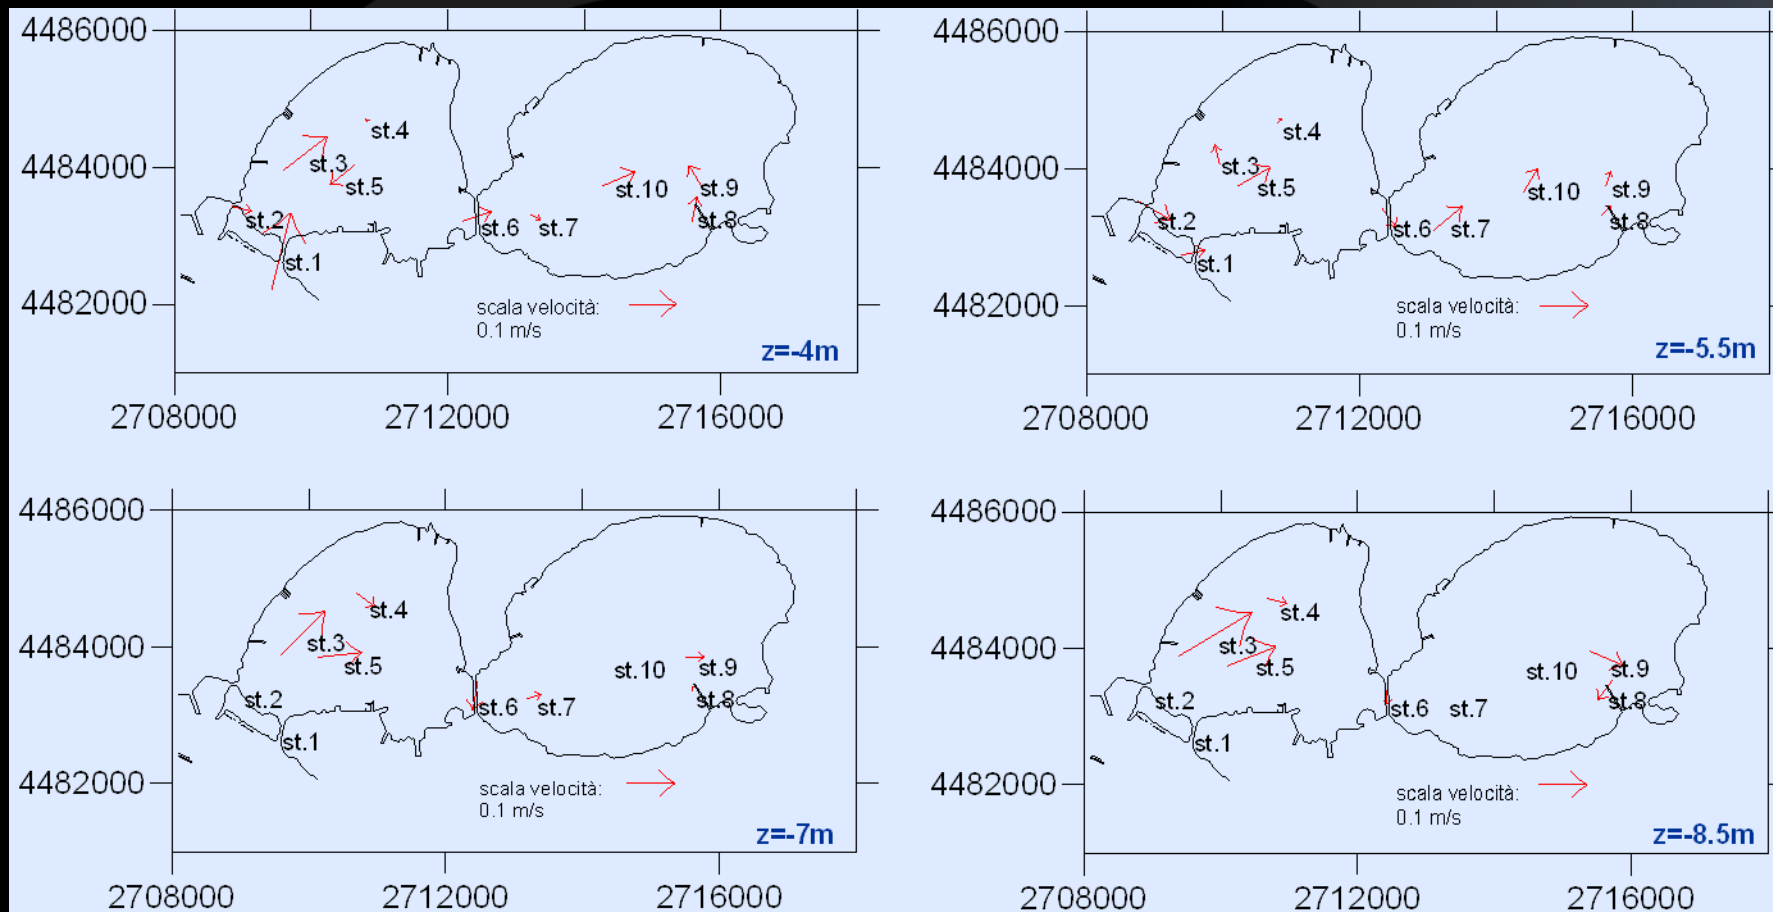 4486000
4484000
4482000
2708000 2712000 2716000
st.1
st.2
st.3
st.4
st.5
st.6
st.7
st.8
st.9
st.10
scala velocità:
0.1 m/s
z=-4m
4486000
4484000
4482000
2708000 2712000 2716000
st.1
st.2
st.3
st.4
st.5
st.6
st.7
st.8
st.9
st.10
scala velocità:
0.1 m/s
z=-5.5m
4486000
4484000
4482000
2708000 2712000 2716000
st.1
st.2
st.3
st.4
st.5
st.6
st.7
st.8
st.9
st.10
scala velocità:
0.1 m/s
z=-7m
4486000
4484000
4482000
2708000 2712000 2716000
st.1
st.2
st.3
st.4
st.5
st.6
st.7
st.8
st.9
st.10
scala velocità:
0.1 m/s
z=-8.5m